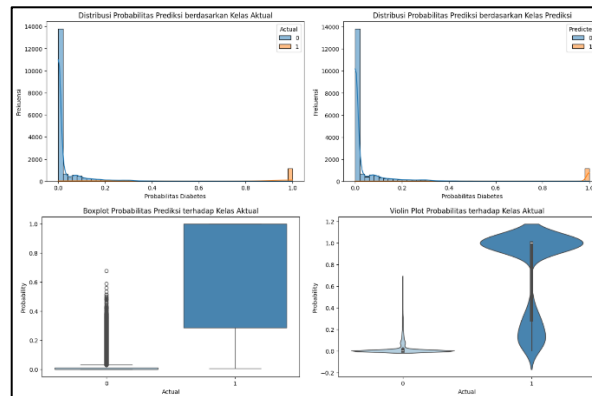 Distribusi Probabilitas Prediksi berdasarkan Kelas Aktual
Actual
0
1
14000
12000
10000
8000
6000
4000
2000
0
Frekuensi
0.0 0.2 0.4 0.6 0.8 1.0
Probabilitas Diabetes
Distribusi Probabilitas Prediksi berdasarkan Kelas Prediksi
Predicted
0
1
14000
12000
10000
8000
6000
4000
2000
0
Frekuensi
0.0 0.2 0.4 0.6 0.8 1.0
Probabilitas Diabetes
Boxplot Probabilitas Prediksi terhadap Kelas Aktual
1.0
0.8
0.6
0.4
0.2
0.0
Probability
0 1
Actual
Violin Plot Probabilitas terhadap Kelas Aktual
1.2
1.0
0.8
0.6
0.4
0.2
0.0
−0.2
Probability
0 1
Actual